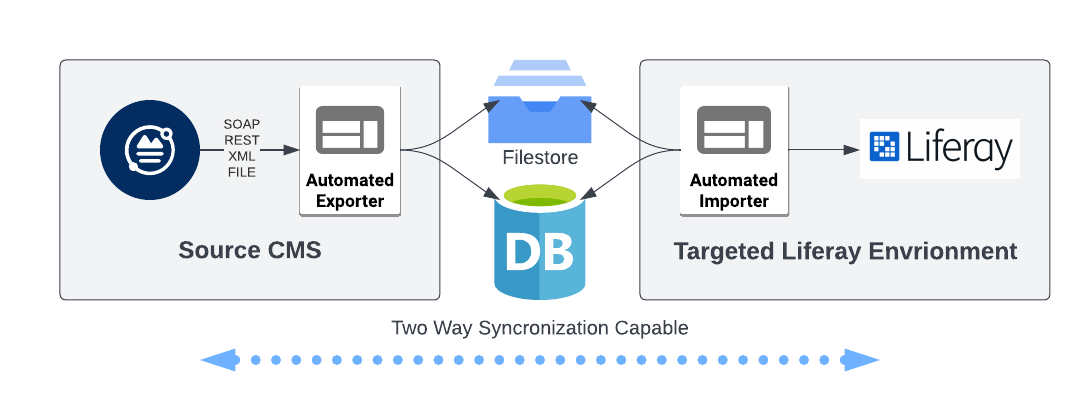 SOAP
REST
XML
FILE
Automated
Exporter
Source CMS
Filestore
DB
Automated
Importer
Liferay
Targeted Liferay Envrionment
Two Way Syncronization Capable